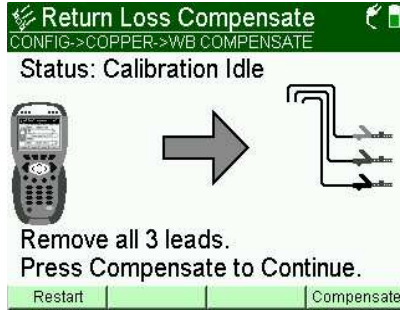 Return Loss Compensate
CONFIG->COPPER->WB COMPENSATE
Status: Calibration Idle
Remove all 3 leads.
Press Compensate to Continue.
Restart
Compensate